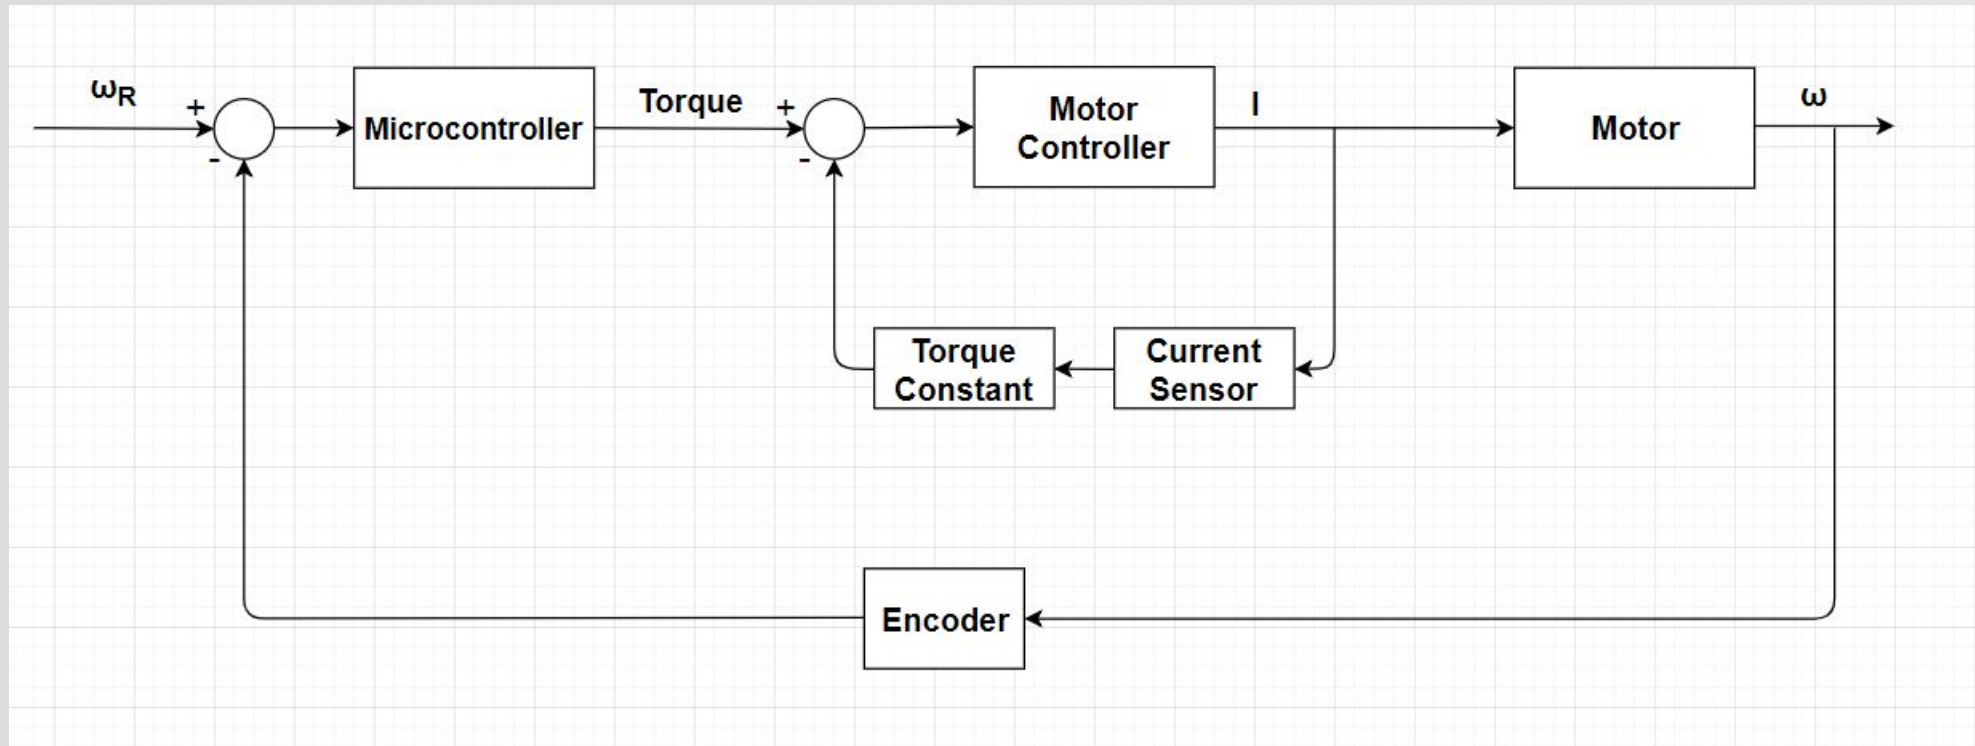 ωR
+
-
Microcontroller
Torque
+
-
Motor
Controller
I
Motor
ω
Torque
Constant
Current
Sensor
Encoder